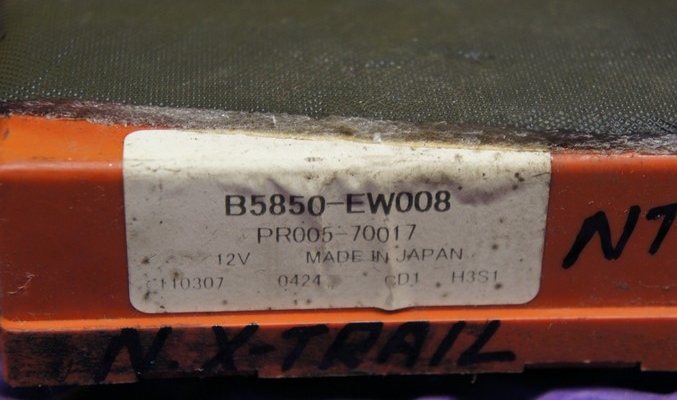 B5850-EW008
PR005-70017
12V MADE IN JAPAN
110307 0424 CD1 H3S1
NT
N.X-TRAIL